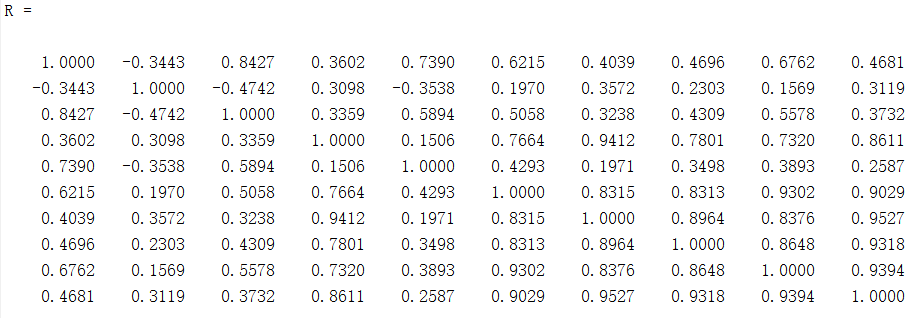 R =
1.0000 -0.3443 0.8427 0.3602 0.7390 0.6215 0.4039 0.4696 0.6762 0.4681
-0.3443 1.0000 -0.4742 0.3098 -0.3538 0.1970 0.3572 0.2303 0.1569 0.3119
0.8427 -0.4742 1.0000 0.3359 0.5894 0.5058 0.3238 0.4309 0.5578 0.3732
0.3602 0.3098 0.3359 1.0000 0.1506 0.7664 0.9412 0.7801 0.7320 0.8611
0.7390 -0.3538 0.5894 0.1506 1.0000 0.4293 0.1971 0.3498 0.3893 0.2587
0.6215 0.1970 0.5058 0.7664 0.4293 1.0000 0.8315 0.8313 0.9302 0.9029
0.4039 0.3572 0.3238 0.9412 0.1971 0.8315 1.0000 0.8964 0.8376 0.9527
0.4696 0.2303 0.4309 0.7801 0.3498 0.8313 0.8964 1.0000 0.8648 0.9318
0.6762 0.1569 0.5578 0.7320 0.3893 0.9302 0.8376 0.8648 1.0000 0.9394
0.4681 0.3119 0.3732 0.8611 0.2587 0.9029 0.9527 0.9318 0.9394 1.0000